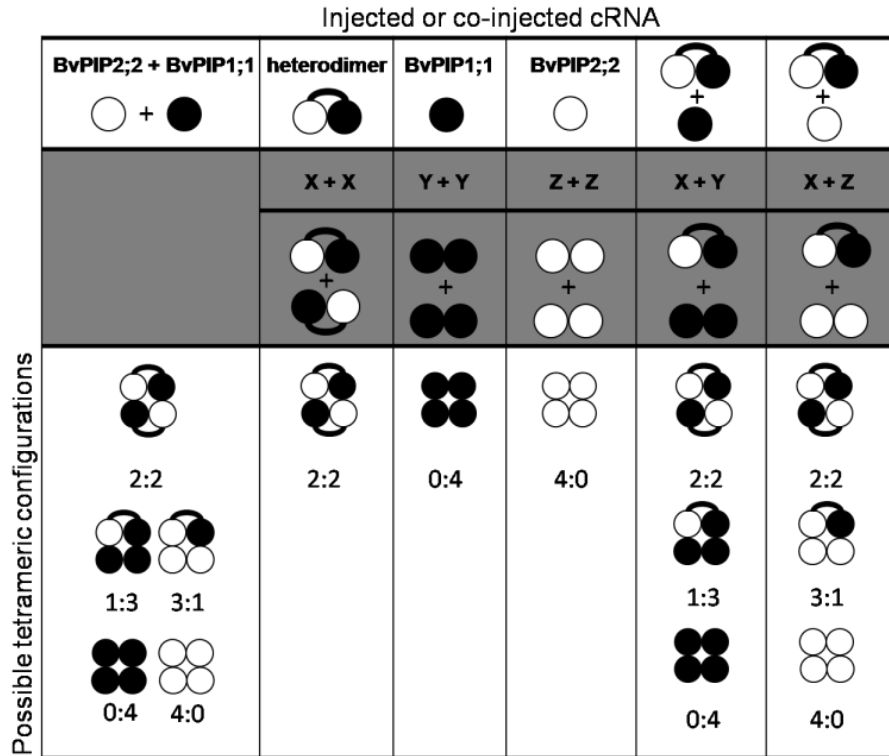 Injected or co-injected cRNA
BvPIP2;2 + BvPIP1;1 heterodimer BvPIP1;1 BvPIP2;2
+ + +
X + X Y + Y Z + Z X + Y X + Z
+ + + + +
Possible tetrameric configurations
2:2 2:2 0:4 4:0 2:2 2:2
1:3 3:1 1:3 3:1
0:4 4:0 0:4 4:0